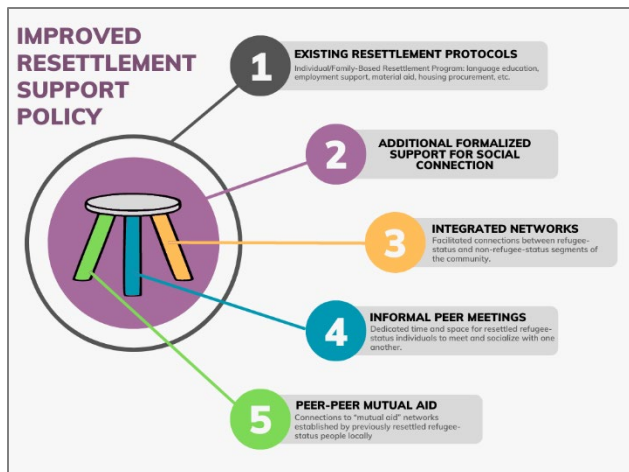 IMPROVED
RESETTLEMENT
SUPPORT
POLICY
1
EXISTING RESETTLEMENT PROTOCOLS
Individual/Family-Based Resettlement Program: language education,
employment support, material aid, housing procurement, etc.
2
ADDITIONAL FORMALIZED
SUPPORT FOR SOCIAL
CONNECTION
3
INTEGRATED NETWORKS
Facilitated connections between refugee-
status and non-refugee-status segments of
the community.
4
INFORMAL PEER MEETINGS
Dedicated time and space for resettled refugee-
status individuals to meet and socialize with one
another.
5
PEER-PEER MUTUAL AID
Connections to "mutual aid" networks
established by previously resettled refugee-
status people locally